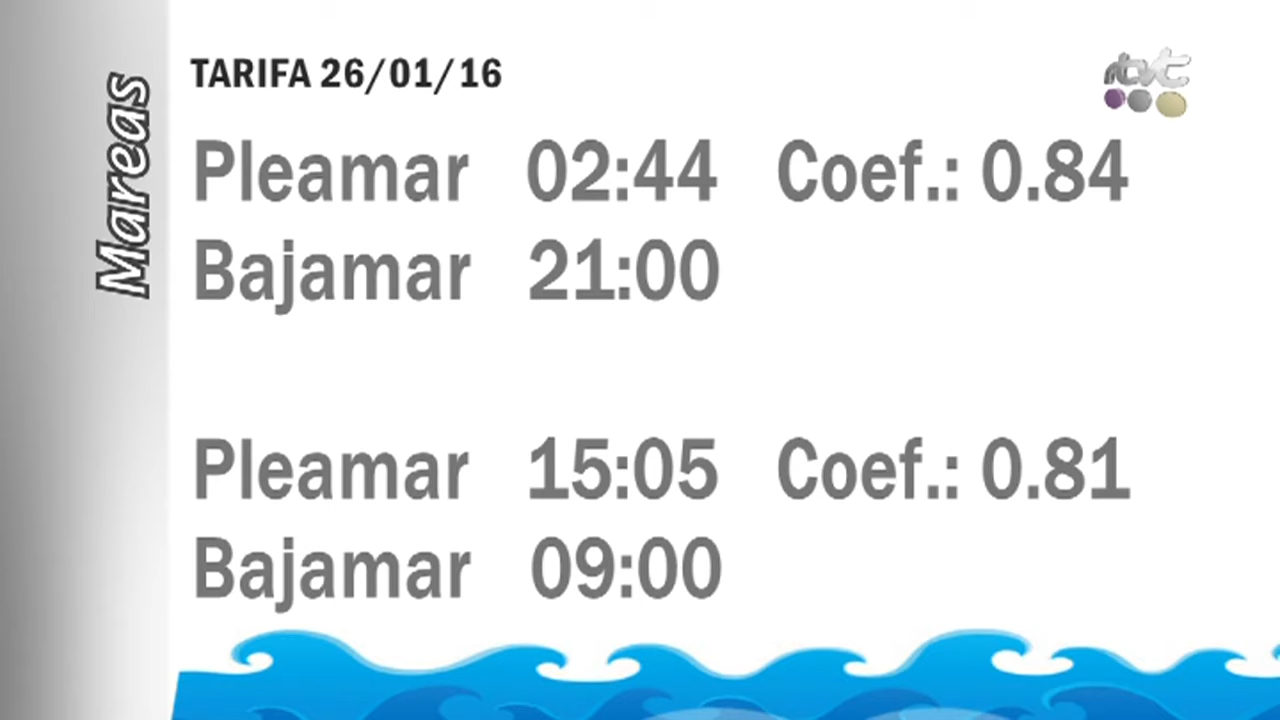 Mareas
TARIFA 26/01/16
rtvt
Pleamar 02:44 Coef.: 0.84
Bajamar 21:00
Pleamar 15:05 Coef.: 0.81
Bajamar 09:00